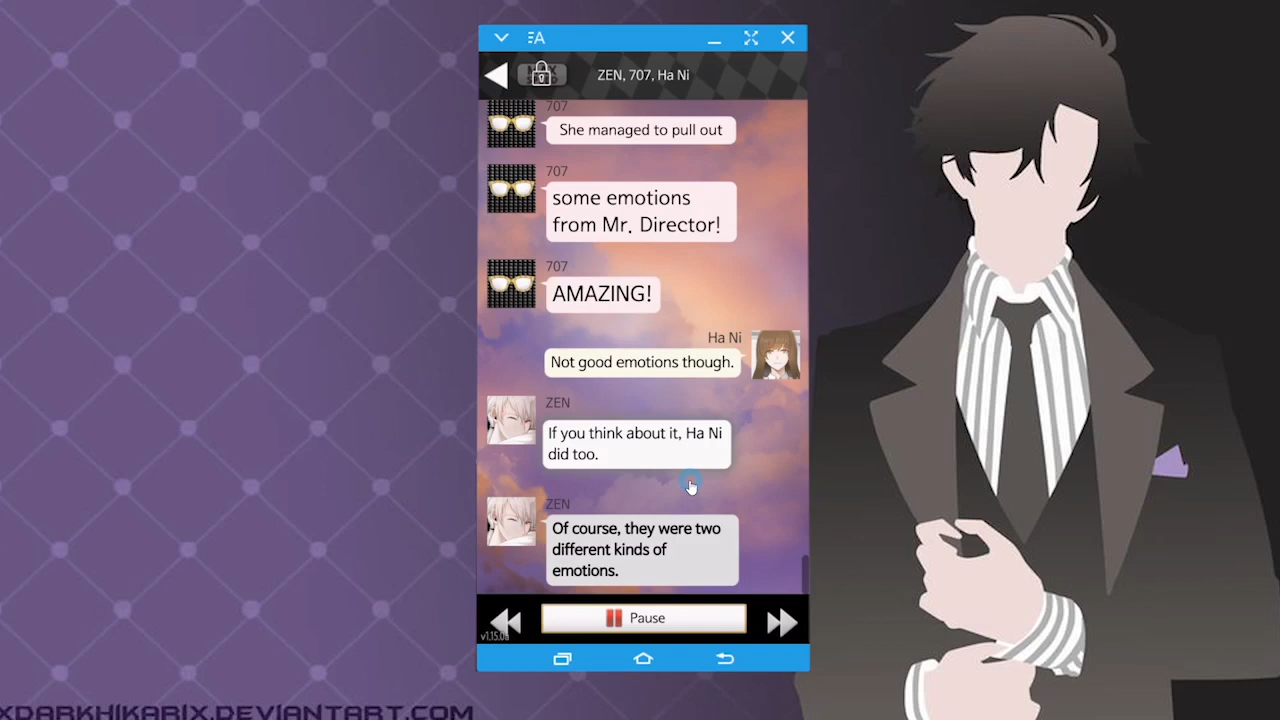 ZEN, 707, Ha Ni
707
She managed to pull out
707
some emotions
from Mr. Director!
707
AMAZING!
Ha Ni
Not good emotions though.
ZEN
If you think about it, Ha Ni
did too.
ZEN
Of course, they were two
different kinds of
emotions.
Pause
XDARKHIKARIX.DEVIANTART.COM